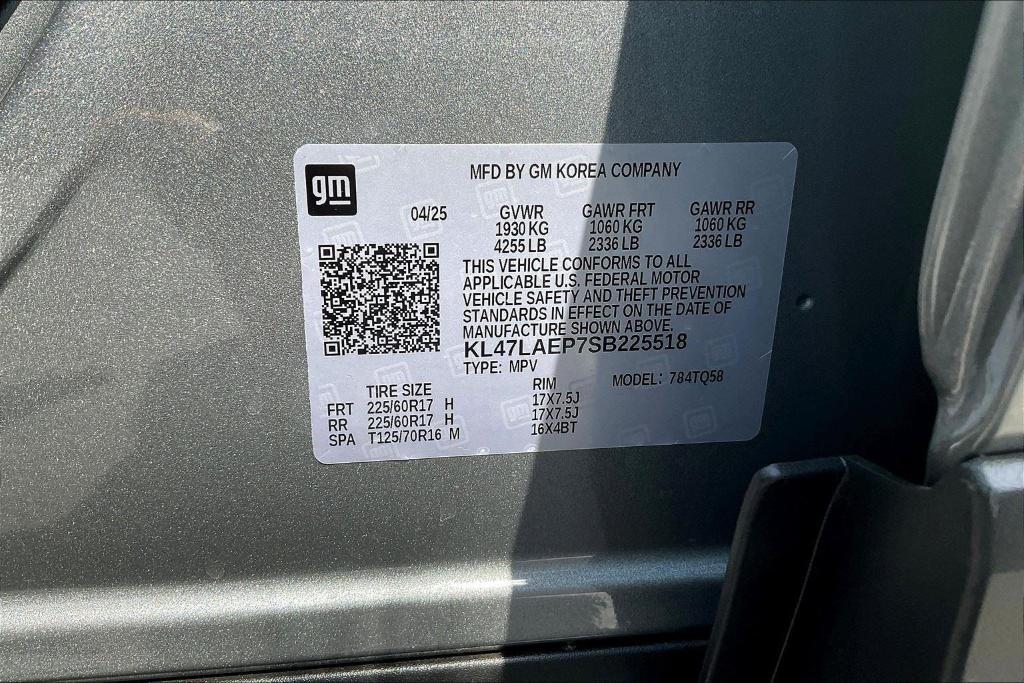 gm
MFD BY GM KOREA COMPANY
04/25 GVWR GAWR FRT GAWR RR
1930 KG 1060 KG 1060 KG
4255 LB 2336 LB 2336 LB
THIS VEHICLE CONFORMS TO ALL
APPLICABLE U.S. FEDERAL MOTOR
VEHICLE SAFETY AND THEFT PREVENTION
STANDARDS IN EFFECT ON THE DATE OF
MANUFACTURE SHOWN ABOVE.
KL47LAEP7SB225518
TYPE: MPV
TIRE SIZE RIM MODEL: 784TQ58
FRT 225/60R17 H 17X7.5J
RR 225/60R17 H 17X7.5J
SPA T125/70R16 M 16X4BT